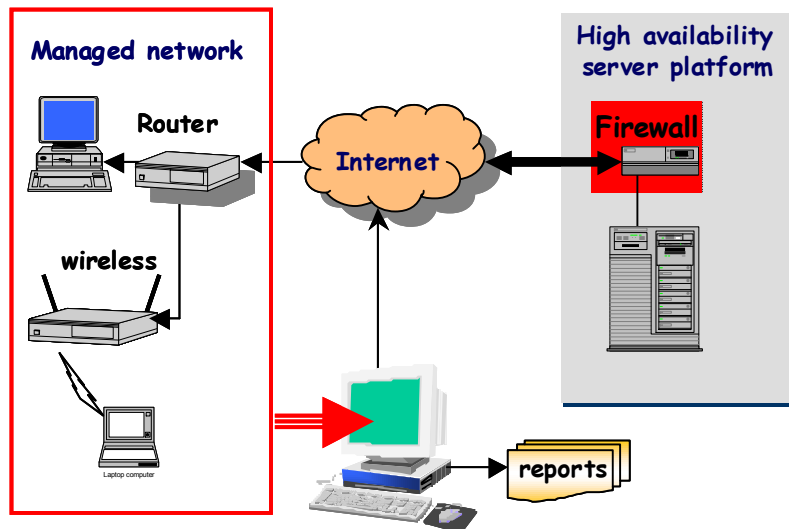 Managed network
High availability
server platform
Router
Firewall
Internet
wireless
Laptop computer
reports